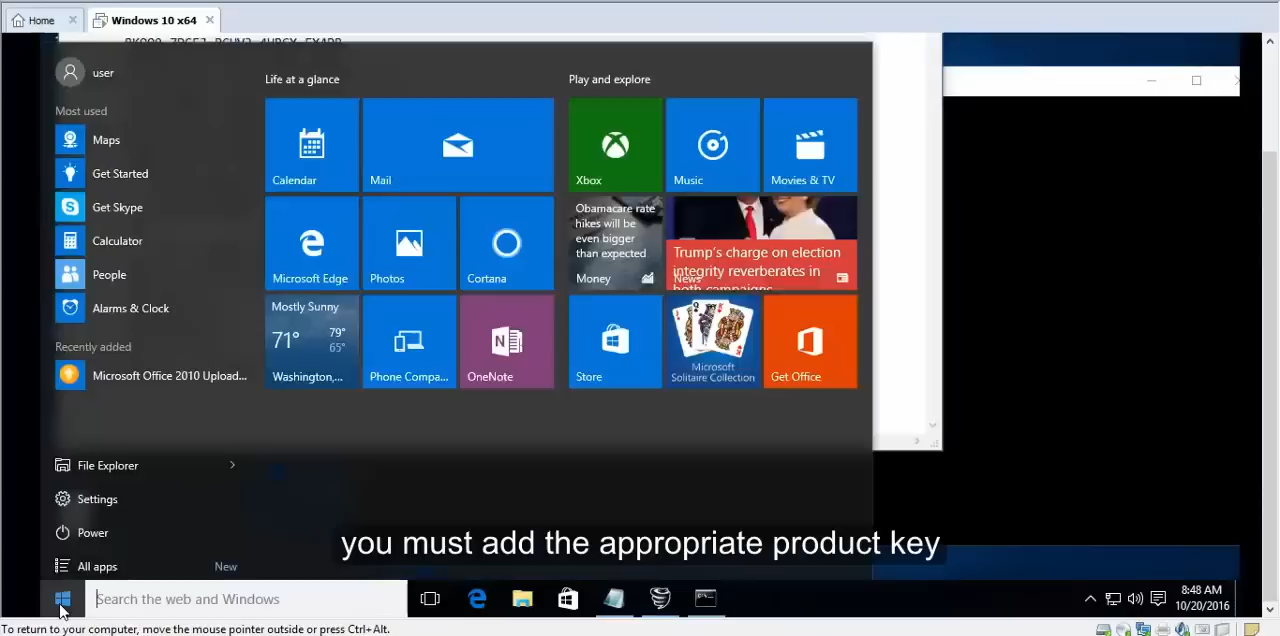 Home
Windows 10 x64
user
Life at a glance
Play and explore
Most used
Maps
Get Started
Get Skype
Calculator
People
Alarms & Clock
Recently added
Microsoft Office 2010 Upload...
Calendar
Mail
Xbox
Music
Movies & TV
Microsoft Edge
Photos
Cortana
Obamacare rate
hikes will be
even bigger
than expected
Money
Trump's charge on election
integrity reverberates in
both campaigns
News
Mostly Sunny
71°
79°
65°
Washington,...
Phone Compa...
OneNote
Store
Microsoft
Solitaire Collection
Get Office
File Explorer
Settings
Power
All apps
New
you must add the appropriate product key
Search the web and Windows
8:48 AM
10/20/2016
To return to your computer, move the mouse pointer outside or press Ctrl+Alt.